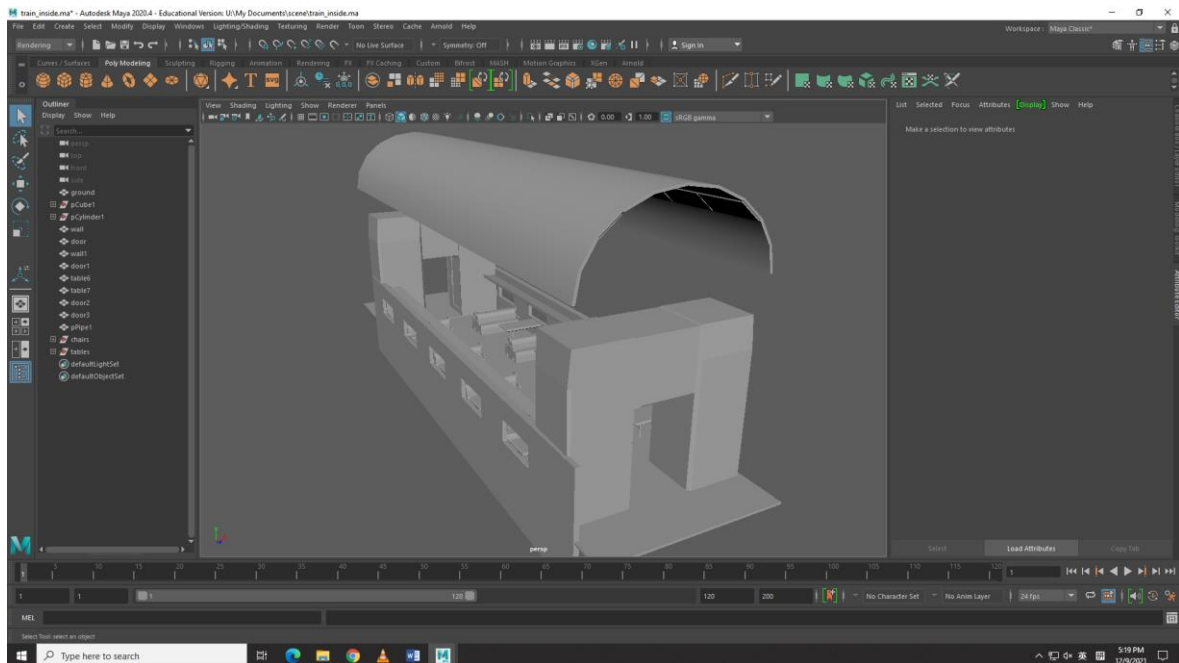 train_inside.ma* - Autodesk Maya 2020.4 - Educational Version: U:\My Documents\scene\train_inside.ma
File Edit Create Select Modify Display Windows Lighting/Shading Texturing Render Toon Stereo Cache Arnold Help
Workspace: Maya Classic*
Rendering No Live Surface Symmetry: Off Sign In
Curves / Surfaces Poly Modeling Sculpting Rigging Animation Rendering FX FX Caching Custom Bifrost MASH Motion Graphics XGen Arnold
Outliner
Display Show Help
Search...
persp
top
front
side
ground
pCube1
pCylinder1
wall
door
wall1
door1
table6
table7
door2
door3
pPipe1
chairs
tables
defaultLightSet
defaultObjectSet
View Shading Lighting Show Renderer Panels
0.00 1.00 sRGB gamma
persp
List Selected Focus Attributes Display Show Help
Make a selection to view attributes
Attribute Editor
Select Load Attributes Copy Tab
5 10 15 20 25 30 35 40 45 50 55 60 65 70 75 80 85 90 95 100 105 110 115 120
1
1
1 1 1 120 120 200 No Character Set No Anim Layer 24 fps
MEL
Select Tool: select an object
Type here to search
英
5:19 PM
12/9/2021